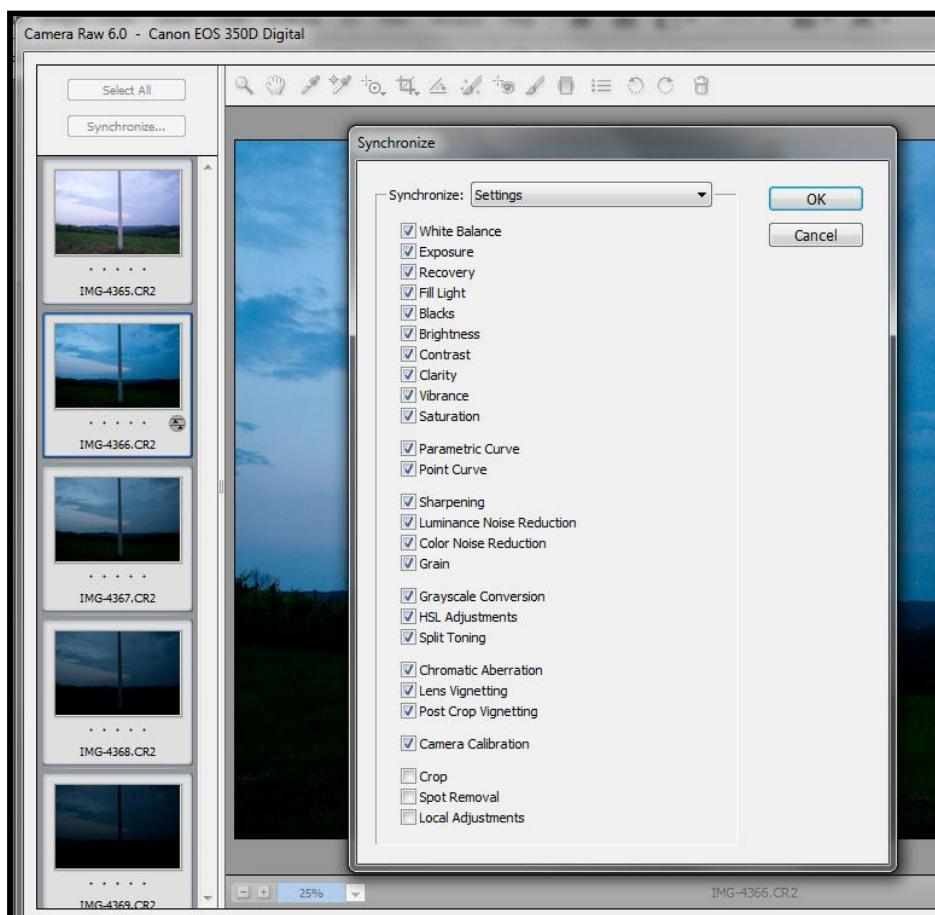 Camera Raw 6.0 - Canon EOS 350D Digital
Select All
Synchronize...
IMG-4365.CR2
IMG-4366.CR2
IMG-4367.CR2
IMG-4368.CR2
IMG-4369.CR2
Synchronize
Synchronize: Settings
OK
Cancel
White Balance
Exposure
Recovery
Fill Light
Blacks
Brightness
Contrast
Clarity
Vibrance
Saturation
Parametric Curve
Point Curve
Sharpening
Luminance Noise Reduction
Color Noise Reduction
Grain
Grayscale Conversion
HSL Adjustments
Split Toning
Chromatic Aberration
Lens Vignetting
Post Crop Vignetting
Camera Calibration
Crop
Spot Removal
Local Adjustments
25%
IMG-4366.CR2